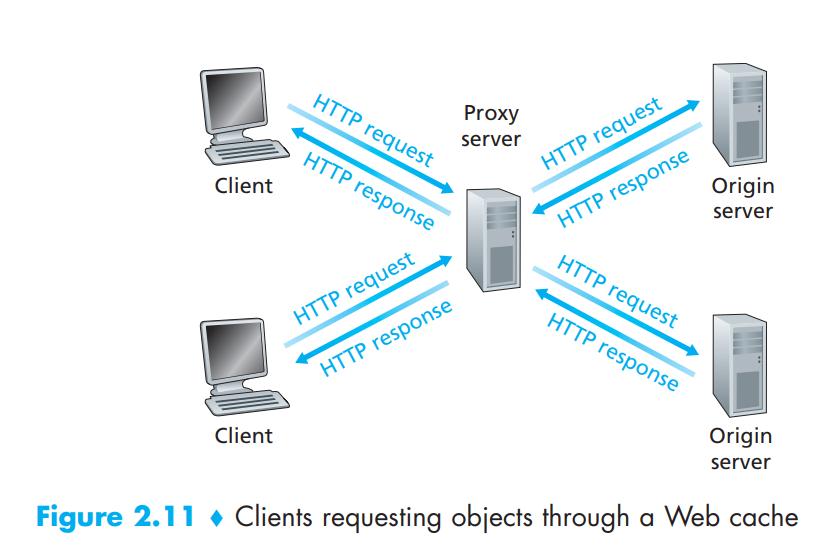 HTTP request
HTTP response
Client
Proxy
server
HTTP request
HTTP response
Origin
server
HTTP request
HTTP response
Client
HTTP request
HTTP response
Origin
server
Figure 2.11 ♦ Clients requesting objects through a Web cache